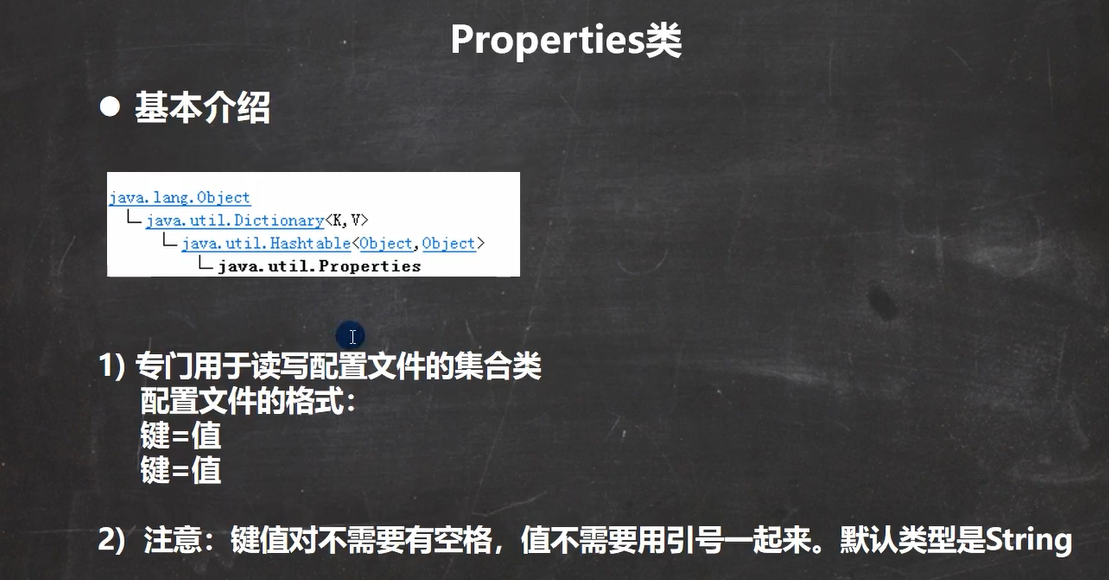 Properties类
● 基本介绍
java.lang.Object
java.util.Dictionary<K,V>
java.util.Hashtable<Object,Object>
java.util.Properties
1) 专门用于读写配置文件的集合类
配置文件的格式：
键=值
键=值
2) 注意：键值对不需要有空格，值不需要用引号一起来。默认类型是String